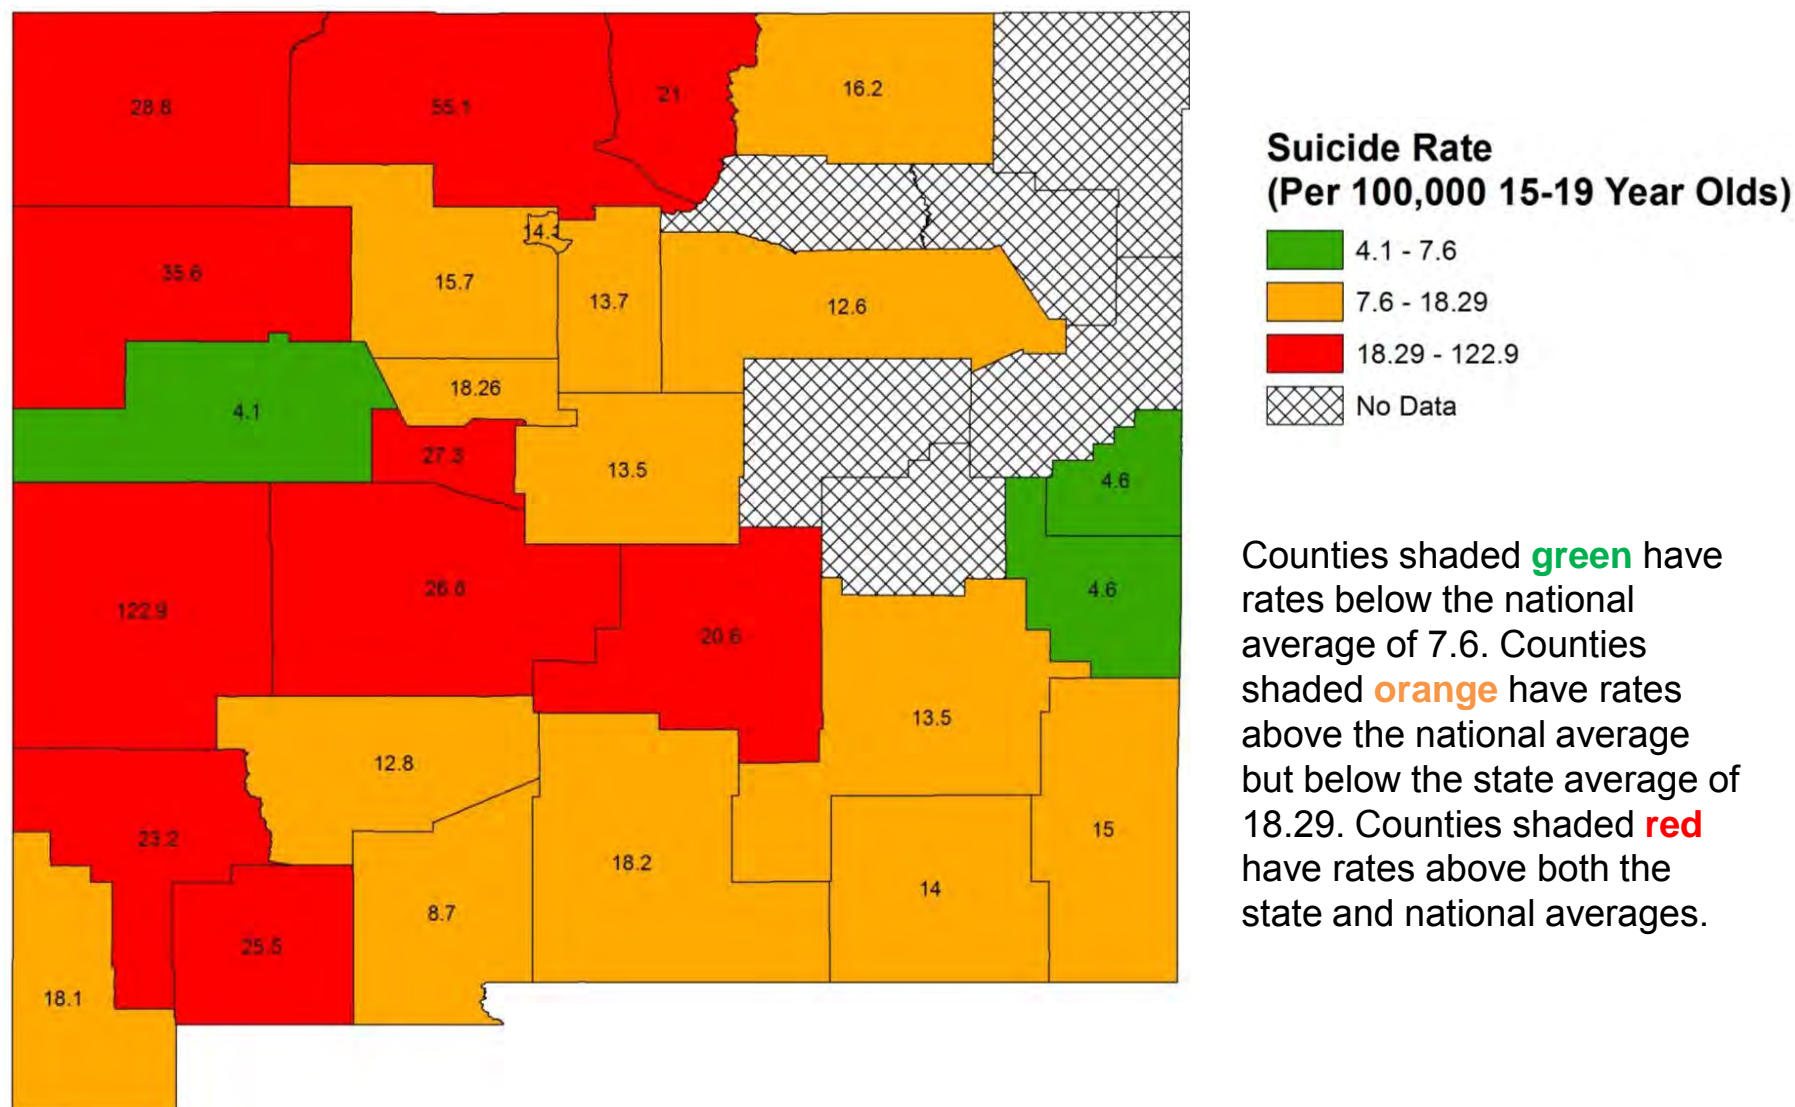 28.8
55.1
21
16.2
35.6
15.7
13.7
12.6
4.1
18.26
27.3
13.5
4.6
4.6
122.9
20.6
13.5
12.8
23.2
18.2
15
14
8.7
25.5
18.1
Suicide Rate
(Per 100,000 15-19 Year Olds)
4.1 - 7.6
7.6 - 18.29
18.29 - 122.9
No Data
Counties shaded green have
rates below the national
average of 7.6. Counties
shaded orange have rates
above the national average
but below the state average of
18.29. Counties shaded red
have rates above both the
state and national averages.